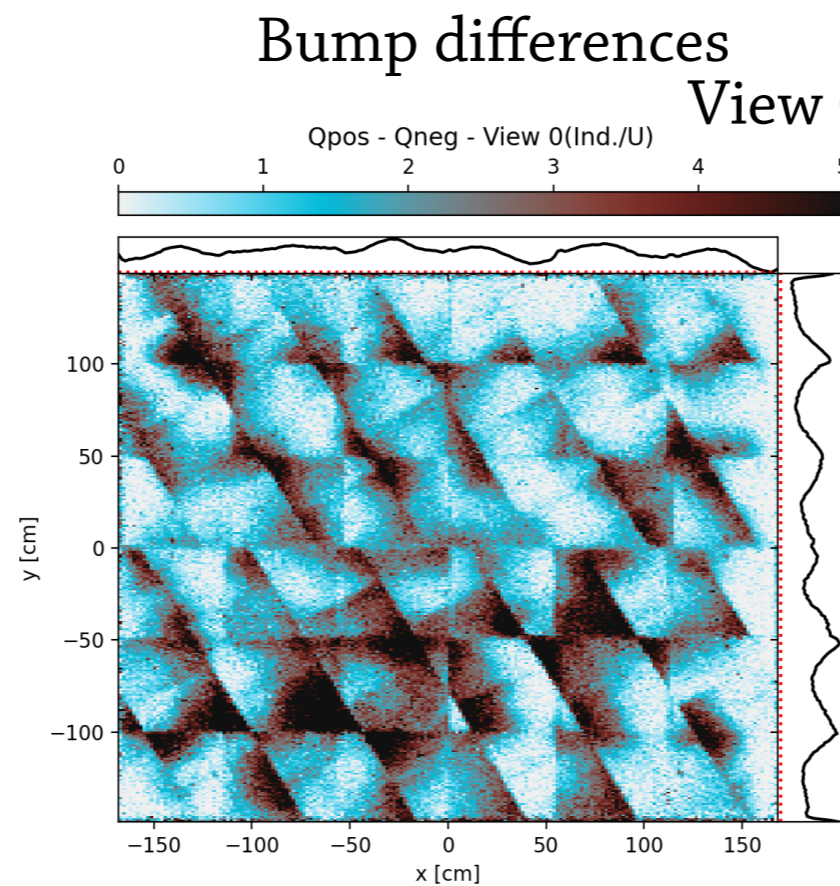 Bump differences
View
Qpos - Qneg - View 0(Ind./U)
0 1 2 3 4
100
50
0
−50
−100
y [cm]
−150 −100 −50 0 50 100 150
x [cm]